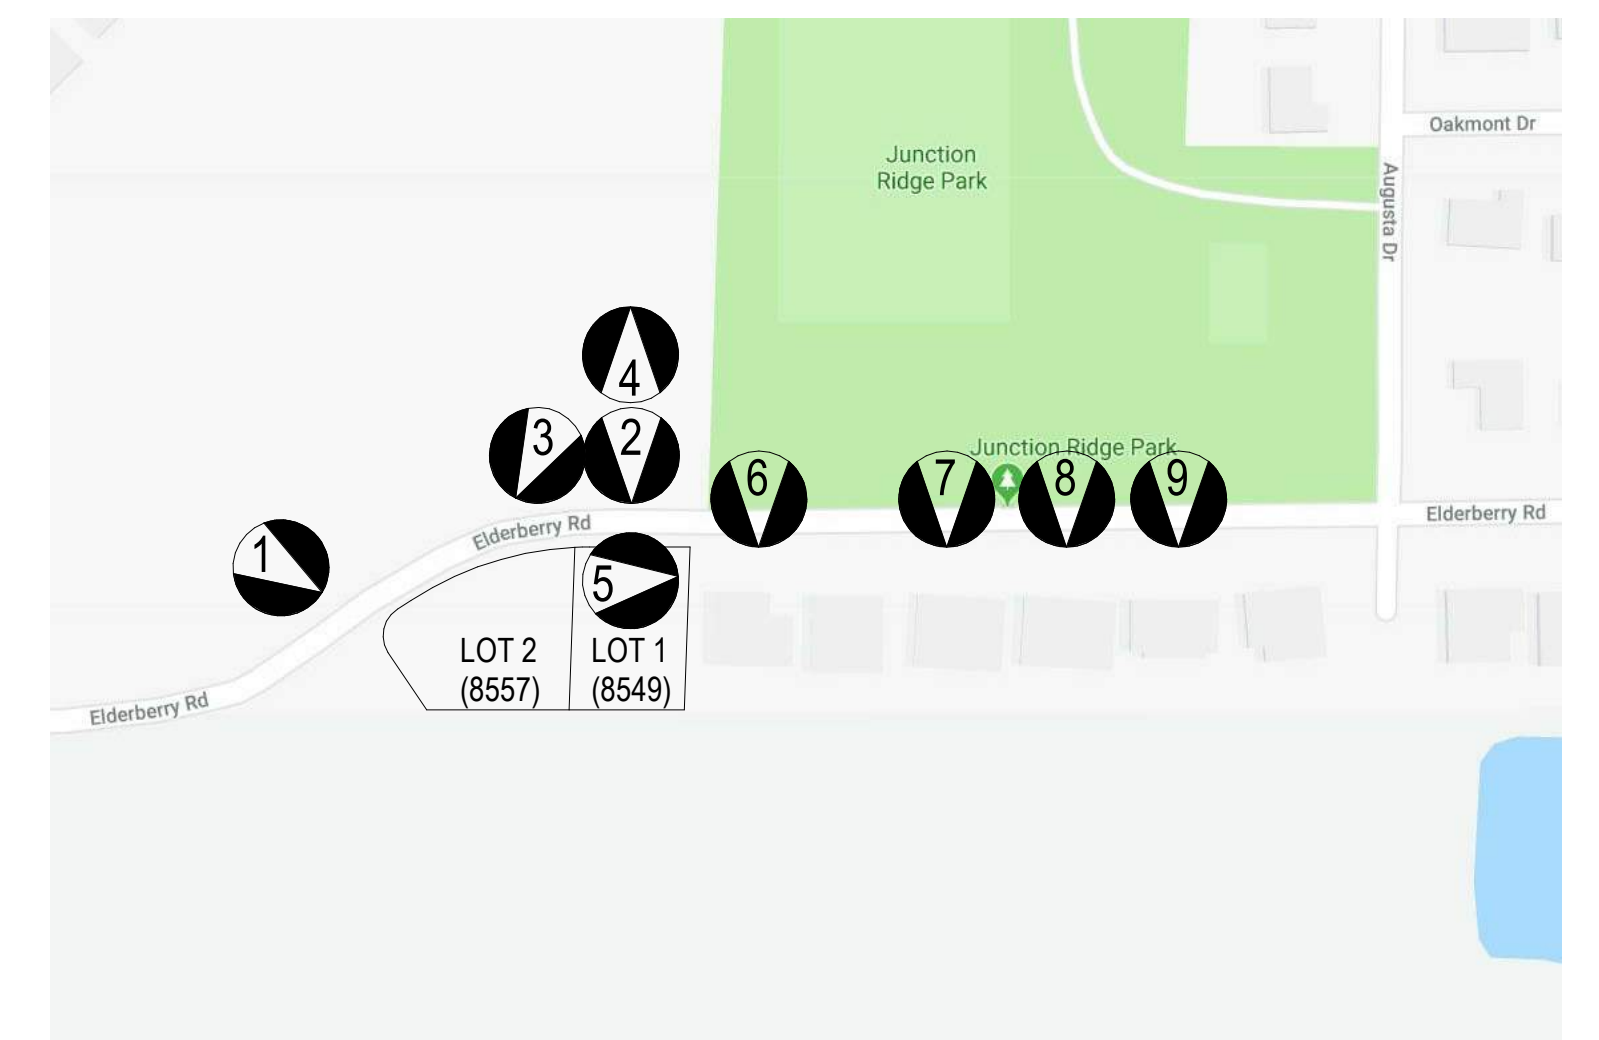 Oakmont Dr
Junction
Ridge Park
Augusta Dr
4
3
2
Junction Ridge Park
6
7
8
9
Elderberry Rd
Elderberry Rd
1
5
LOT 2
(8557)
LOT 1
(8549)
Elderberry Rd